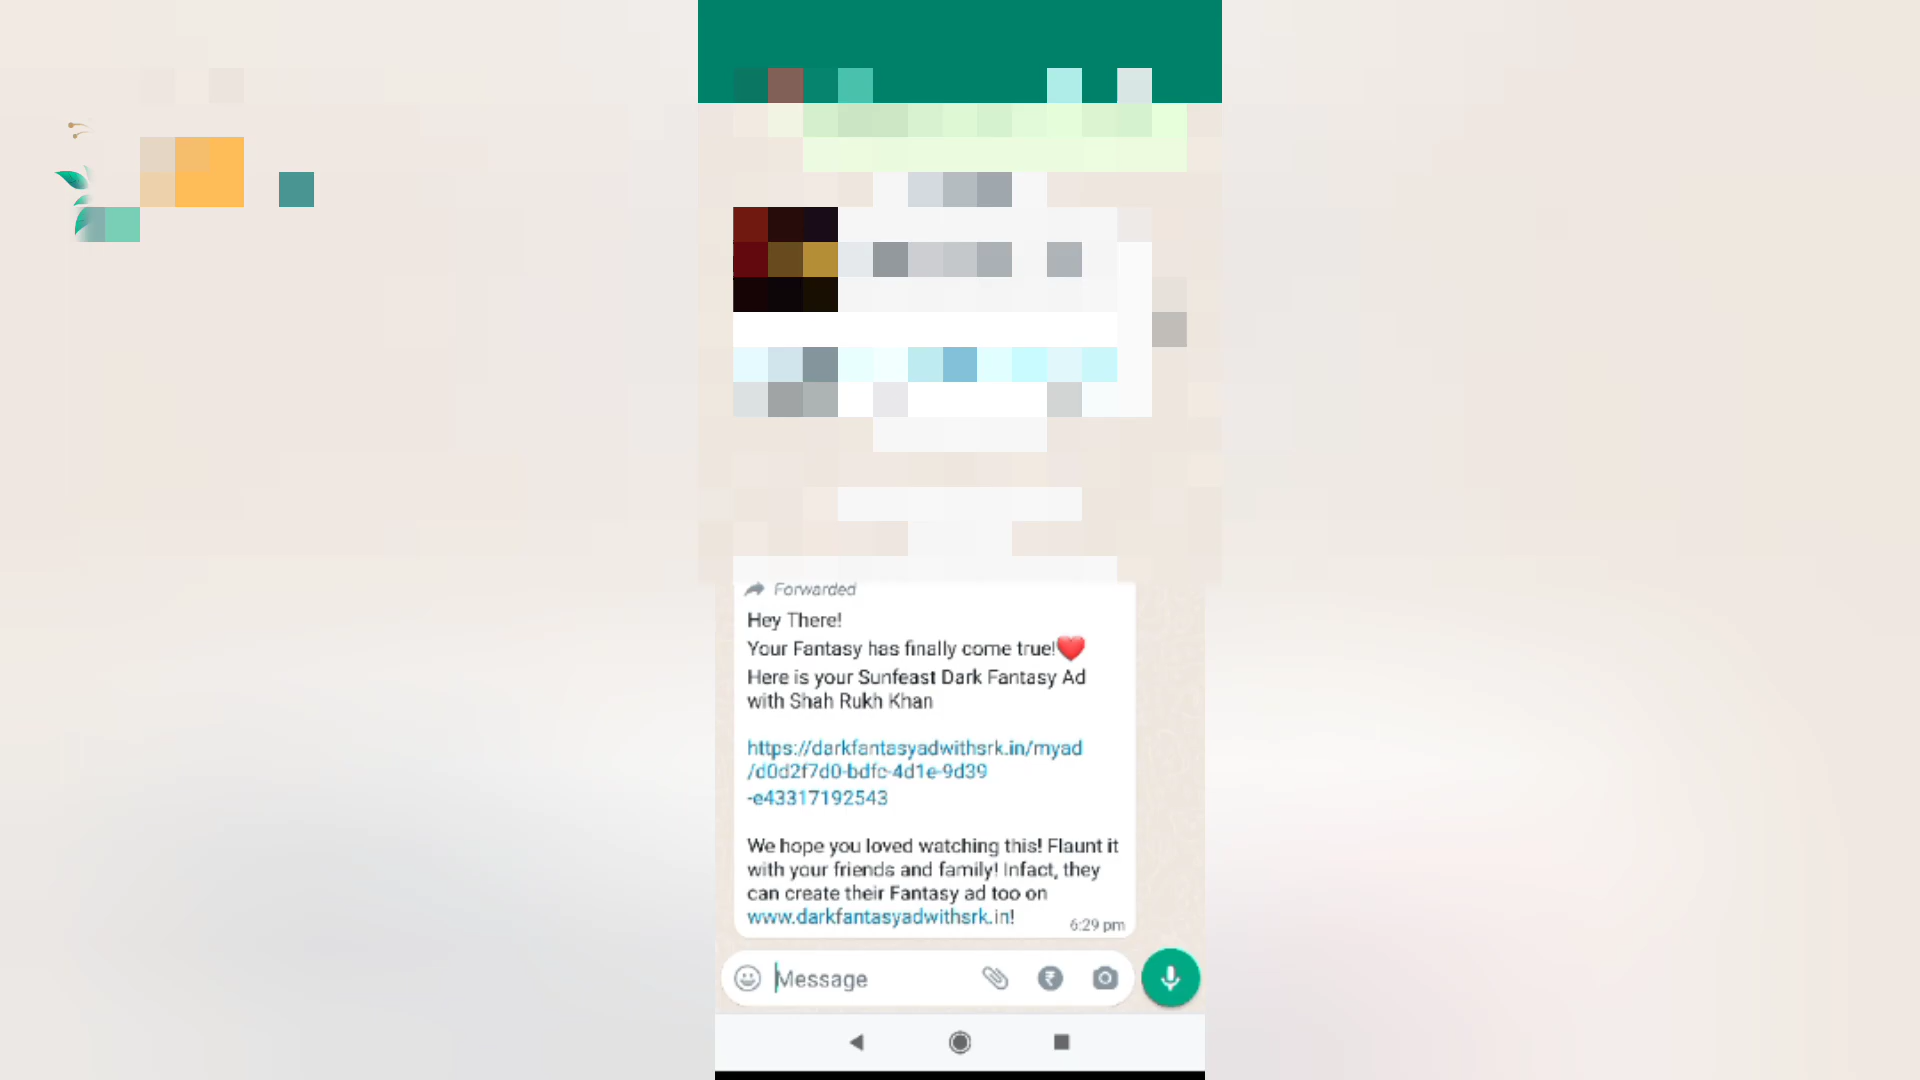 Forwarded
Hey There!
Your Fantasy has finally come true!❤️
Here is your Sunfeast Dark Fantasy Ad
with Shah Rukh Khan
https://darkfantasyadwithsrk.in/myad
/d0d2f7d0-bdfc-4d1e-9d39
-e43317192543
We hope you loved watching this! Flaunt it
with your friends and family! Infact, they
can create their Fantasy ad too on
www.darkfantasyadwithsrk.in!
6:29 pm
Message